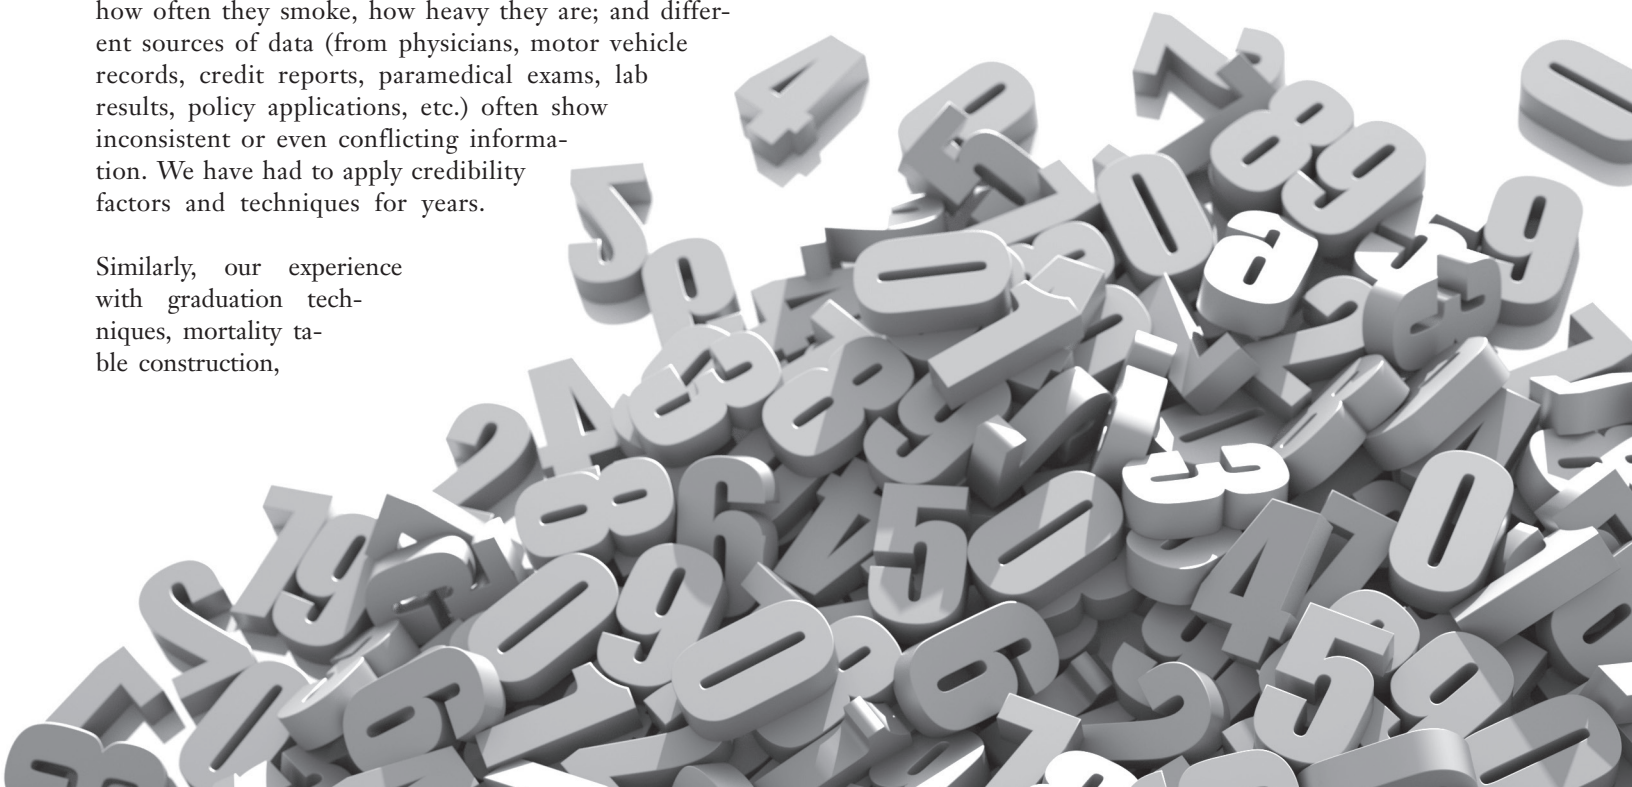 how often they smoke, how heavy they are; and differ-
ent sources of data (from physicians, motor vehicle
records, credit reports, paramedical exams, lab
results, policy applications, etc.) often show
inconsistent or even conflicting informa-
tion. We have had to apply credibility
factors and techniques for years.
Similarly, our experience
with graduation tech-
niques, mortality ta-
ble construction,